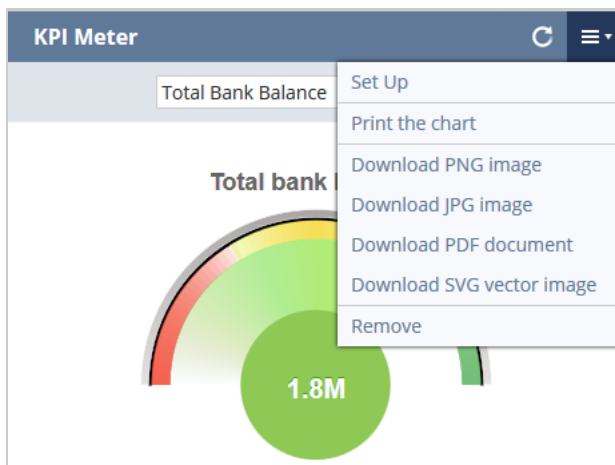 KPI Meter
Total Bank Balance
Set Up
Print the chart
Download PNG image
Download JPG image
Download PDF document
Download SVG vector image
Remove
Total bank
1.8M